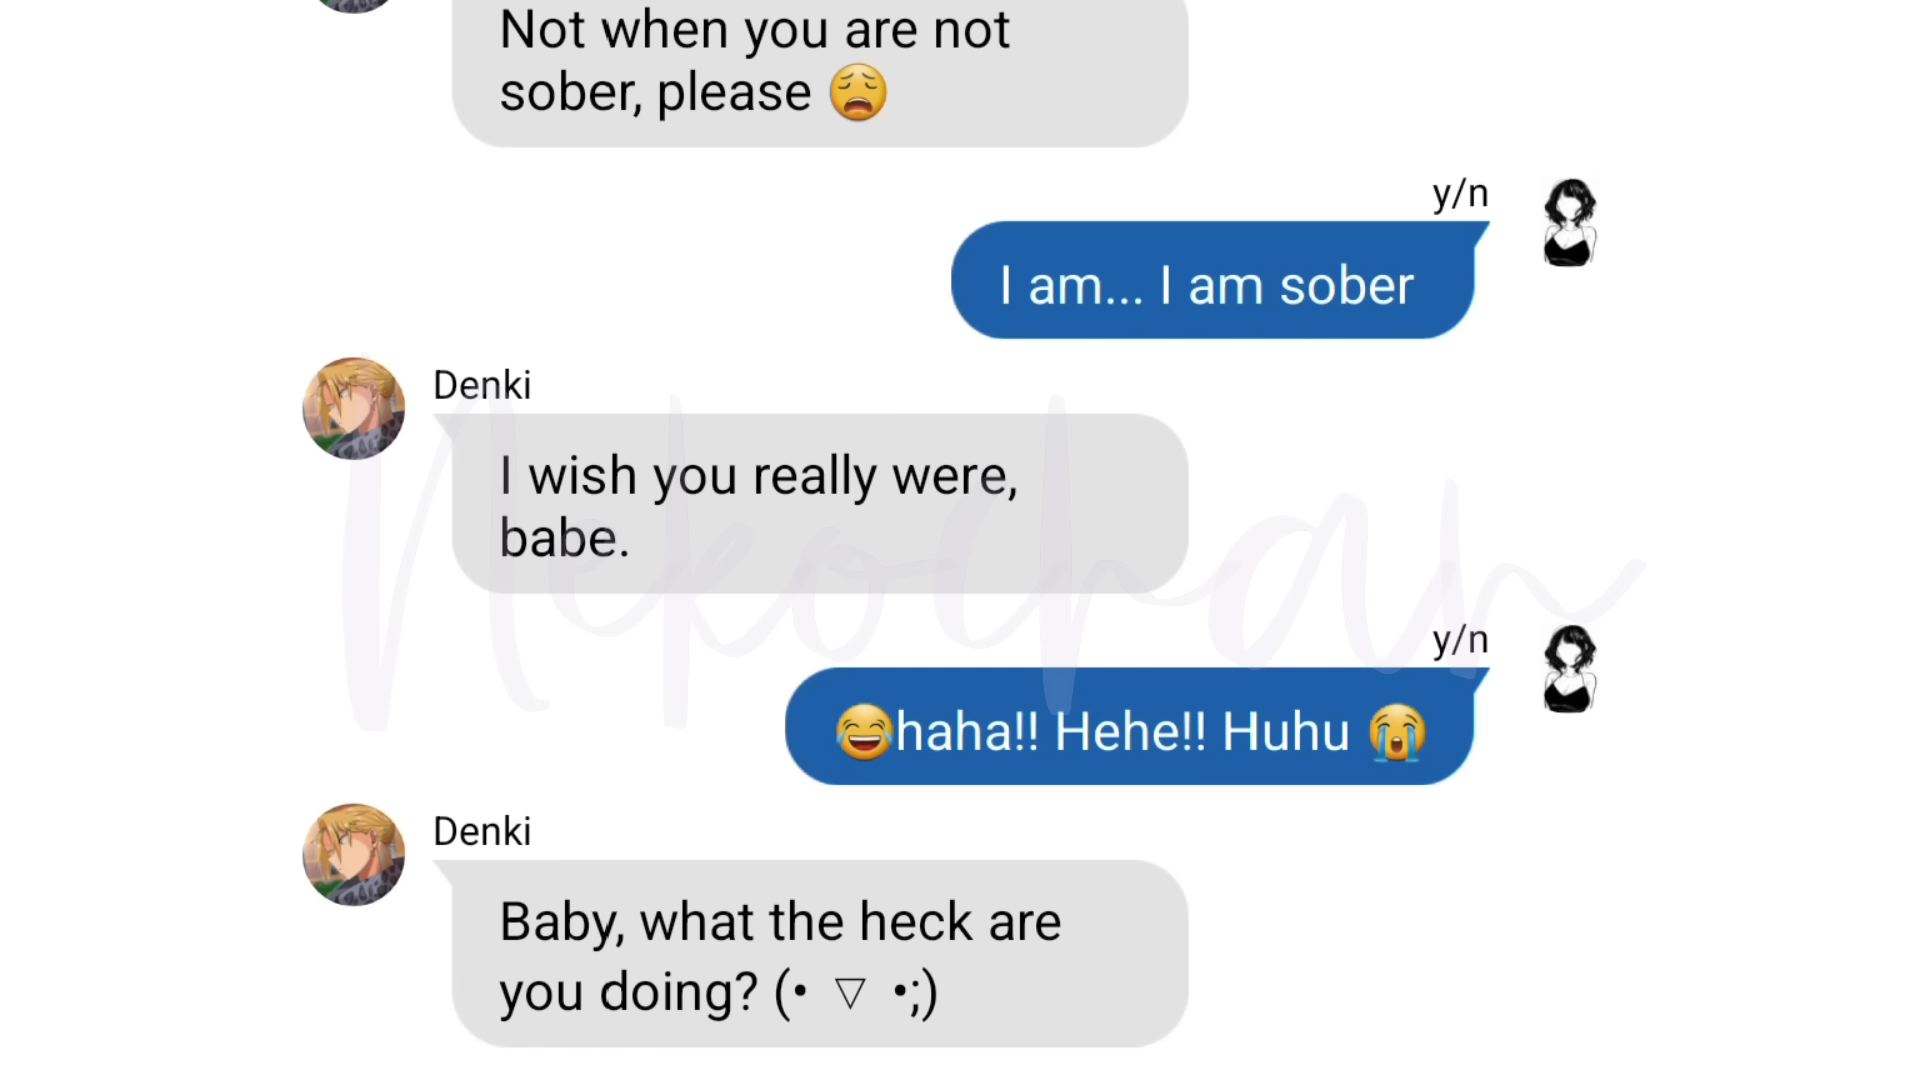 Not when you are not
sober, please 😩
y/n
I am... I am sober
Denki
I wish you really were,
babe.
y/n
😂haha!! Hehe!! Huhu 😭
Denki
Baby, what the heck are
you doing? (• ▽ •;)
Nekochan